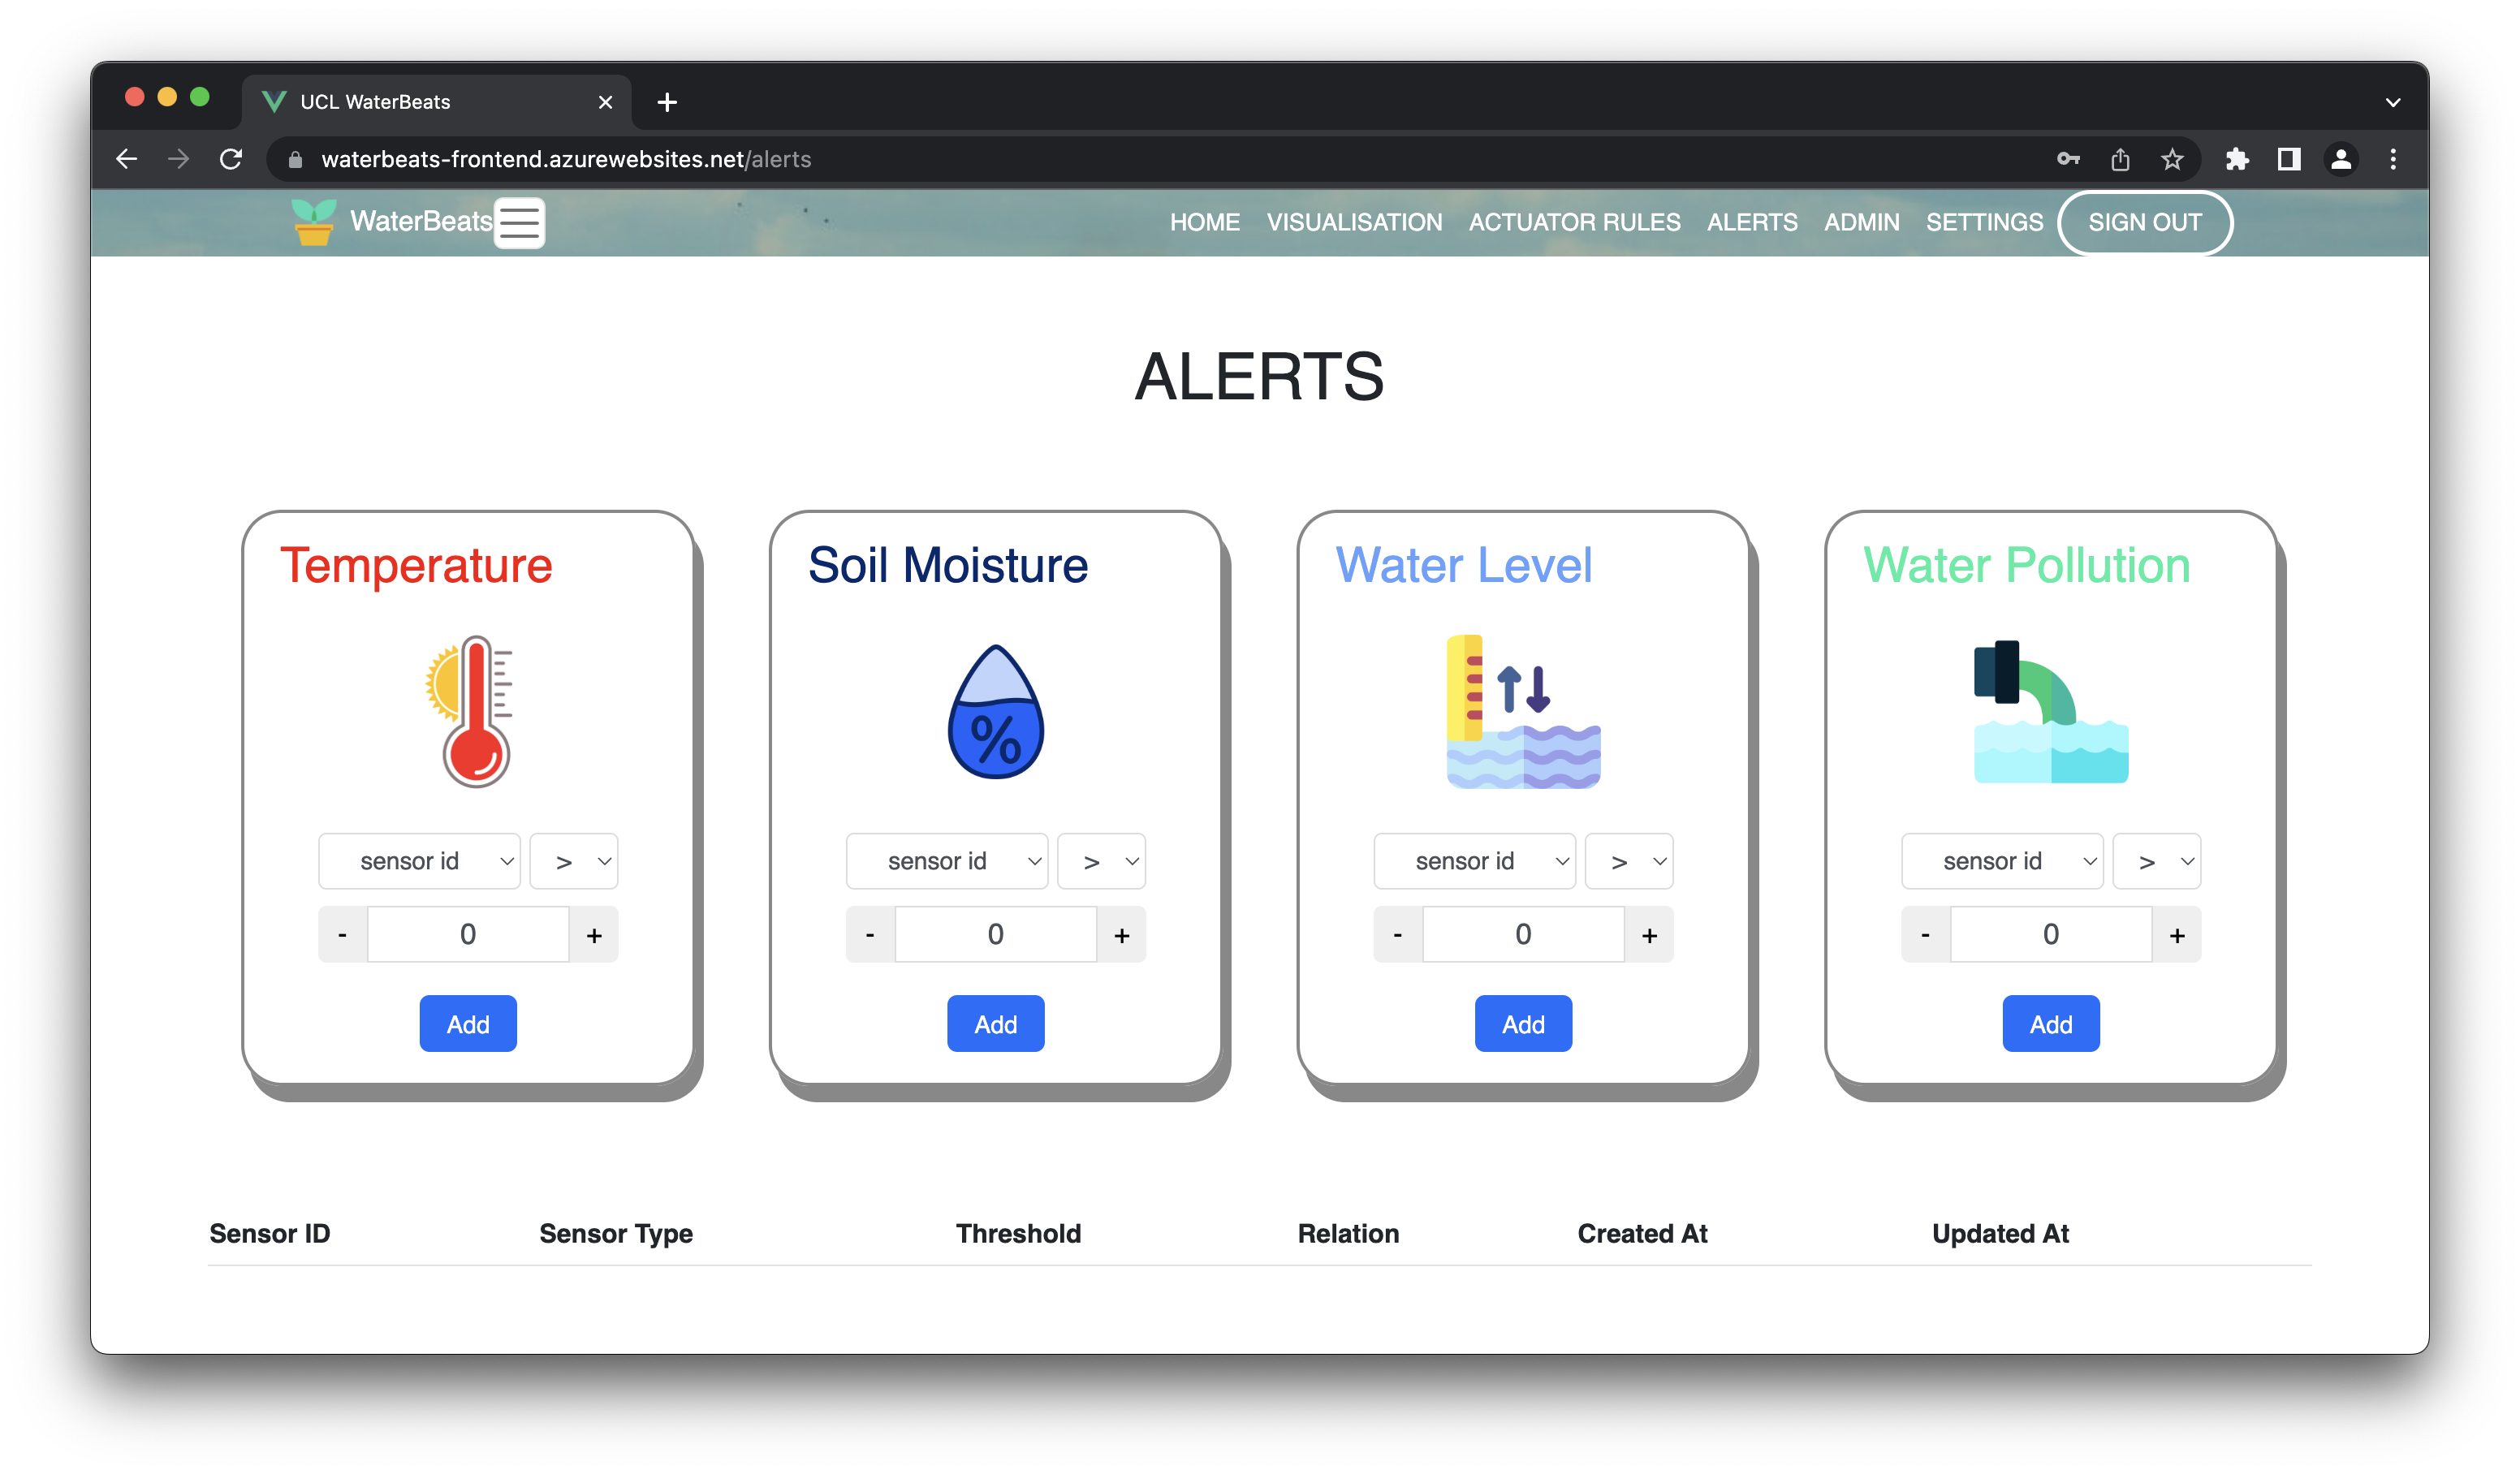 UCL WaterBeats
waterbeats-frontend.azurewebsites.net/alerts
WaterBeats HOME VISUALISATION ACTUATOR RULES ALERTS ADMIN SETTINGS SIGN OUT
ALERTS
Temperature Soil Moisture Water Level Water Pollution
%
sensor id > sensor id > sensor id > sensor id >
- 0 + - 0 + - 0 + - 0 +
Add Add Add Add
Sensor ID Sensor Type Threshold Relation Created At Updated At